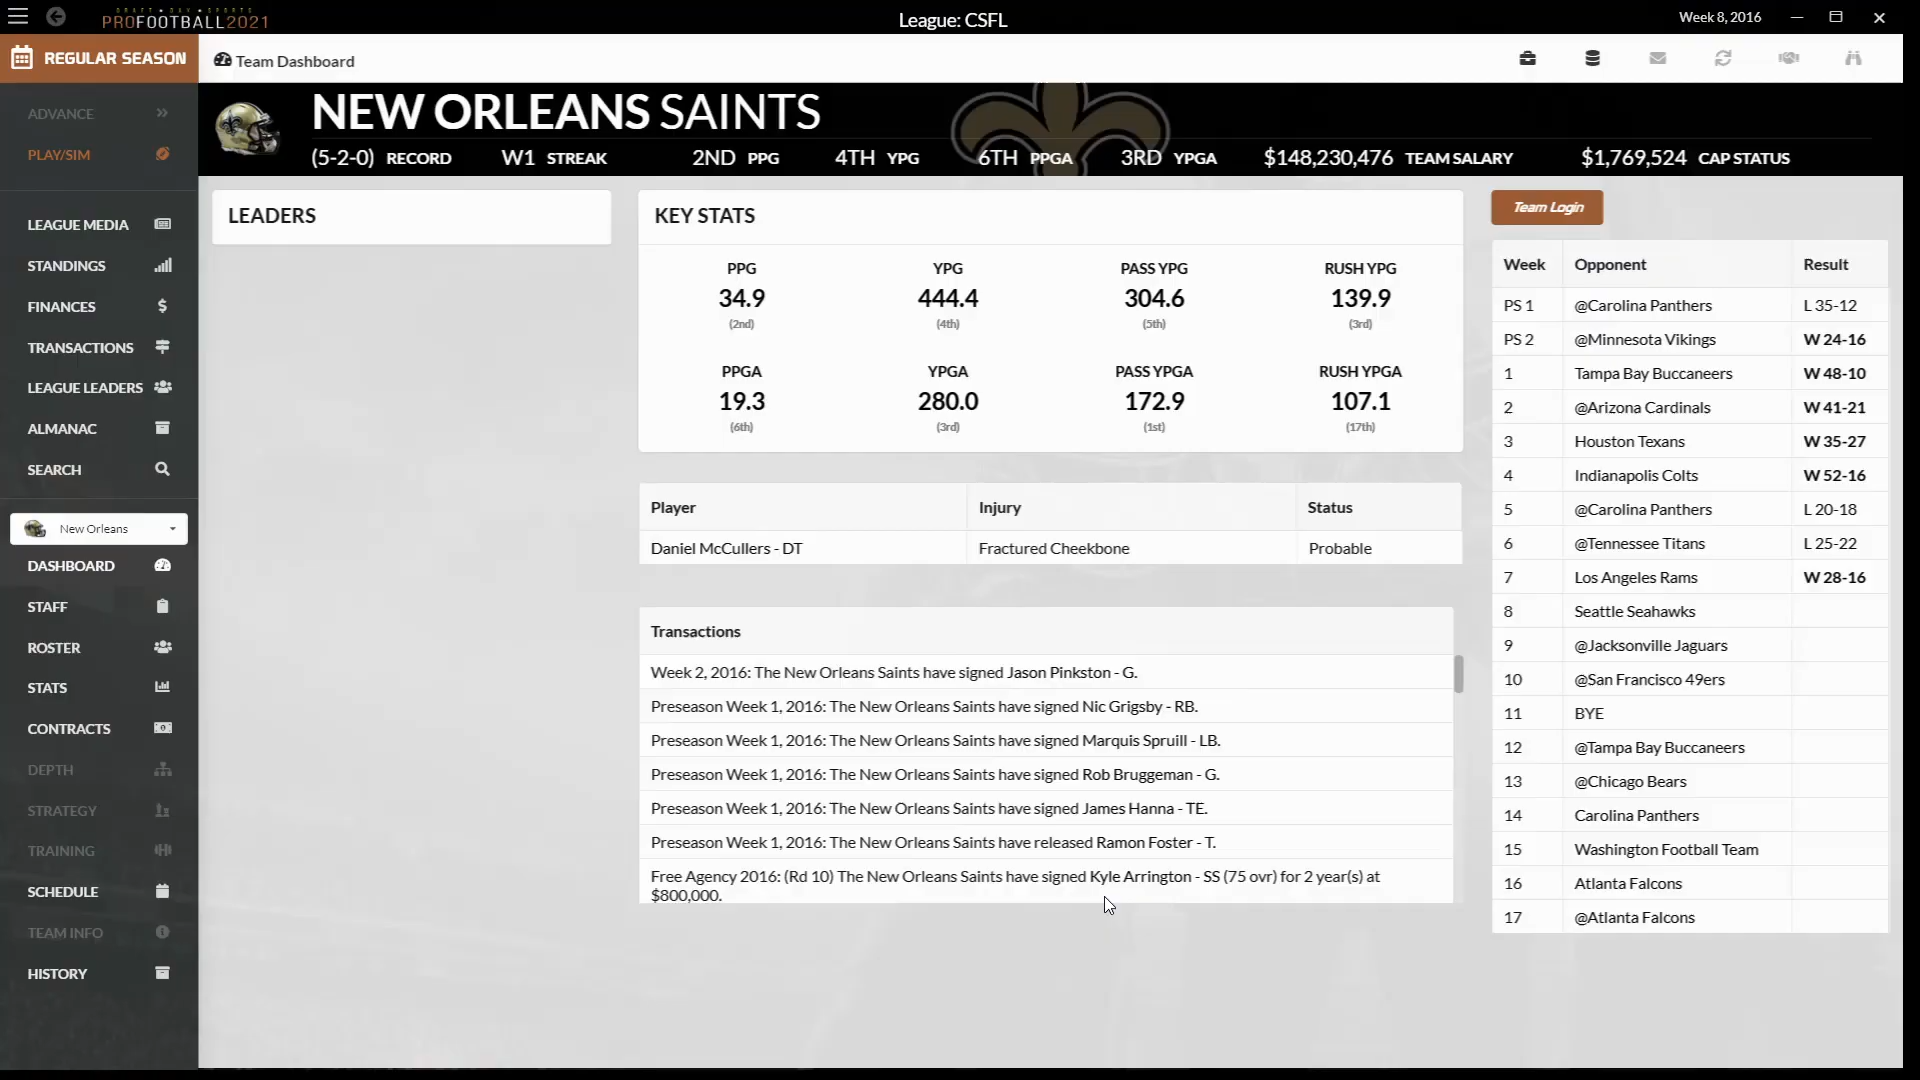 DRAFT DAY SPORTS
PROFOOTBALL2021
League: CSFL
Week 8, 2016
REGULAR SEASON
Team Dashboard
ADVANCE
PLAY/SIM
LEAGUE MEDIA
STANDINGS
FINANCES
TRANSACTIONS
LEAGUE LEADERS
ALMANAC
SEARCH
New Orleans
DASHBOARD
STAFF
ROSTER
STATS
CONTRACTS
DEPTH
STRATEGY
TRAINING
SCHEDULE
TEAM INFO
HISTORY
NEW ORLEANS SAINTS
(5-2-0) RECORD W1 STREAK 2ND PPG 4TH YPG 6TH PPGA 3RD YPGA $148,230,476 TEAM SALARY $1,769,524 CAP STATUS
LEADERS
KEY STATS
PPG YPG PASS YPG RUSH YPG
34.9 444.4 304.6 139.9
(2nd) (4th) (5th) (3rd)
PPGA YPGA PASS YPGA RUSH YPGA
19.3 280.0 172.9 107.1
(6th) (3rd) (1st) (17th)
Player Injury Status
Daniel McCullers - DT Fractured Cheekbone Probable
Transactions
Week 2, 2016: The New Orleans Saints have signed Jason Pinkston - G.
Preseason Week 1, 2016: The New Orleans Saints have signed Nic Grigsby - RB.
Preseason Week 1, 2016: The New Orleans Saints have signed Marquis Spruill - LB.
Preseason Week 1, 2016: The New Orleans Saints have signed Rob Bruggeman - G.
Preseason Week 1, 2016: The New Orleans Saints have signed James Hanna - TE.
Preseason Week 1, 2016: The New Orleans Saints have released Ramon Foster - T.
Free Agency 2016: (Rd 10) The New Orleans Saints have signed Kyle Arrington - SS (75 ovr) for 2 year(s) at
$800,000.
Team Login
Week Opponent Result
PS 1 @Carolina Panthers L 35-12
PS 2 @Minnesota Vikings W 24-16
1 Tampa Bay Buccaneers W 48-10
2 @Arizona Cardinals W 41-21
3 Houston Texans W 35-27
4 Indianapolis Colts W 52-16
5 @Carolina Panthers L 20-18
6 @Tennessee Titans L 25-22
7 Los Angeles Rams W 28-16
8 Seattle Seahawks
9 @Jacksonville Jaguars
10 @San Francisco 49ers
11 BYE
12 @Tampa Bay Buccaneers
13 @Chicago Bears
14 Carolina Panthers
15 Washington Football Team
16 Atlanta Falcons
17 @Atlanta Falcons